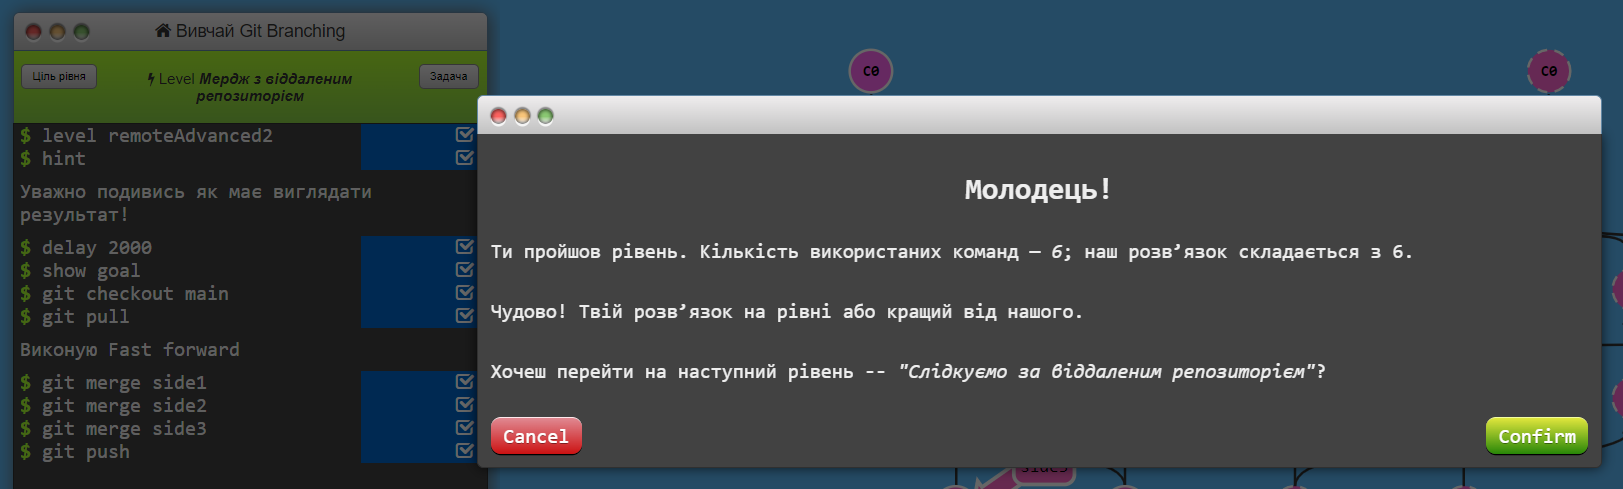 Вивчай Git Branching
Ціль рівня
Level Мердж з віддаленим
репозиторієм
Задача
$ level remoteAdvanced2
$ hint
Уважно подивись як має виглядати
результат!
$ delay 2000
$ show goal
$ git checkout main
$ git pull
Виконую Fast forward
$ git merge side1
$ git merge side2
$ git merge side3
$ git push
C0
C0
Молодець!
Ти пройшов рівень. Кількість використаних команд – 6; наш розв’язок складається з 6.
Чудово! Твій розв’язок на рівні або кращий від нашого.
Хочеш перейти на наступний рівень -- "Слідкуємо за віддаленим репозиторієм"?
Cancel
Confirm
side3